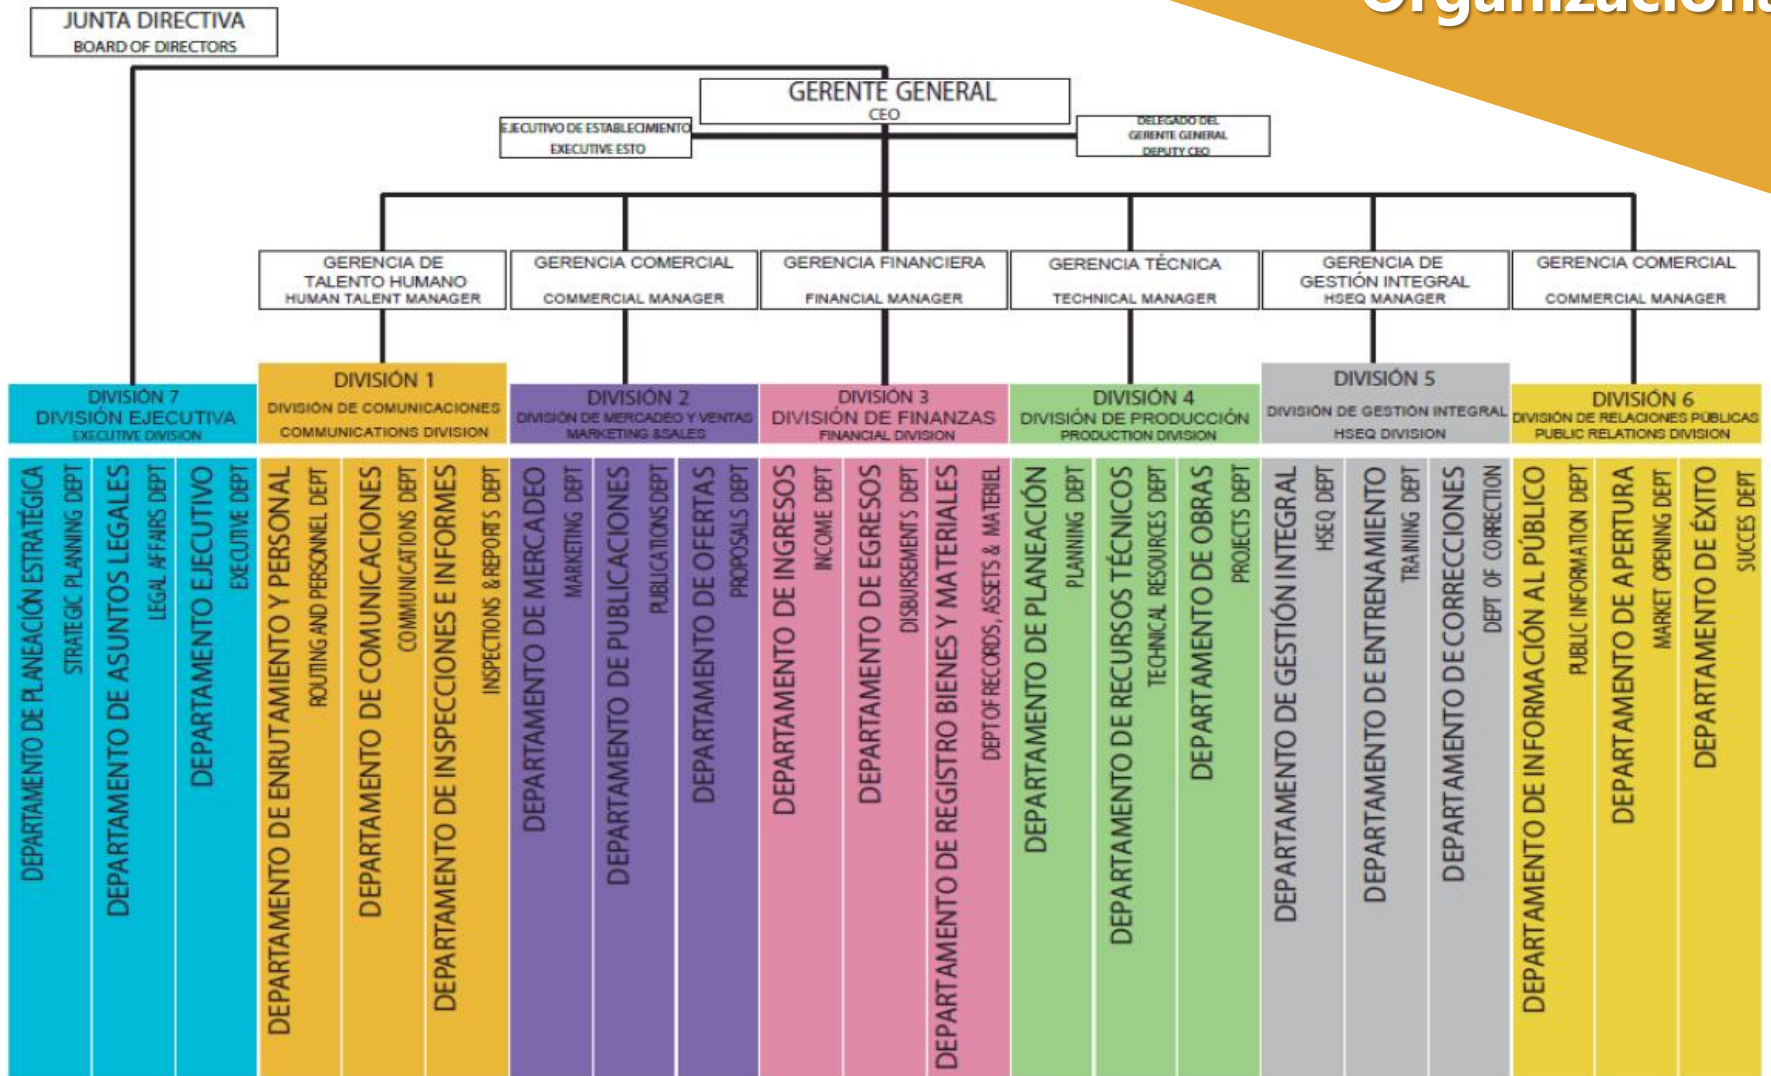 Organizaciona
JUNTA DIRECTIVA
BOARD OF DIRECTORS
GERENTE GENERAL
CEO
EJECUTIVO DE ESTABLECIMIENTO
EXECUTIVE ESTO
DELEGADO DEL
GERENTE GENERAL
DEPUTY CEO
GERENCIA DE
TALENTO HUMANO
HUMAN TALENT MANAGER
GERENCIA COMERCIAL
COMMERCIAL MANAGER
GERENCIA FINANCIERA
FINANCIAL MANAGER
GERENCIA TÉCNICA
TECHNICAL MANAGER
GERENCIA DE
GESTIÓN INTEGRAL
HSEQ MANAGER
GERENCIA COMERCIAL
COMMERCIAL MANAGER
DIVISIÓN 7
DIVISIÓN EJECUTIVA
EXECUTIVE DIVISION
DIVISIÓN 1
DIVISIÓN DE COMUNICACIONES
COMMUNICATIONS DIVISION
DIVISIÓN 2
DIVISIÓN DE MERCADEO Y VENTAS
MARKETING &SALES
DIVISIÓN 3
DIVISIÓN DE FINANZAS
FINANCIAL DIVISION
DIVISIÓN 4
DIVISIÓN DE PRODUCCIÓN
PRODUCTION DIVISION
DIVISIÓN 5
DIVISIÓN DE GESTIÓN INTEGRAL
HSEQ DIVISION
DIVISIÓN 6
DIVISIÓN DE RELACIONES PÚBLICAS
PUBLIC RELATIONS DIVISION
DEPARTAMENTO DE PLANEACIÓN ESTRATÉGICA
STRATEGIC PLANNING DEPT
DEPARTAMENTO DE ASUNTOS LEGALES
LEGAL AFFAIRS DEPT
DEPARTAMENTO EJECUTIVO
EXECUTIVE DEPT
DEPARTAMENTO DE ENRUTAMIENTO Y PERSONAL
ROUTING AND PERSONNEL DEPT
DEPARTAMENTO DE COMUNICACIONES
COMMUNICATIONS DEPT
DEPARTAMENTO DE INSPECCIONES E INFORMES
INSPECTIONS & REPORTS DEPT
DEPARTAMENTO DE MERCADEO
MARKETING DEPT
DEPARTAMENTO DE PUBLICACIONES
PUBLICATIONS DEPT
DEPARTAMENTO DE OFERTAS
PROPOSALS DEPT
DEPARTAMENTO DE INGRESOS
INCOME DEPT
DEPARTAMENTO DE EGRESOS
DISBURSEMENTS DEPT
DEPARTAMENTO DE REGISTRO BIENES Y MATERIALES
DEPT OF RECORDS, ASSETS & MATERIEL
DEPARTAMENTO DE PLANEACIÓN
PLANNING DEPT
DEPARTAMENTO DE RECURSOS TÉCNICOS
TECHNICAL RESOURCES DEPT
DEPARTAMENTO DE OBRAS
PROJECTS DEPT
DEPARTAMENTO DE GESTIÓN INTEGRAL
HSEQ DEPT
DEPARTAMENTO DE ENTRENAMIENTO
TRAINING DEPT
DEPARTAMENTO DE CORRECCIONES
DEPT OF CORRECTION
DEPARTAMENTO DE INFORMACIÓN AL PÚBLICO
PUBLIC INFORMATION DEPT
DEPARTAMENTO DE APERTURA
MARKET OPENING DEPT
DEPARTAMENTO DE ÉXITO
SUCCES DEPT